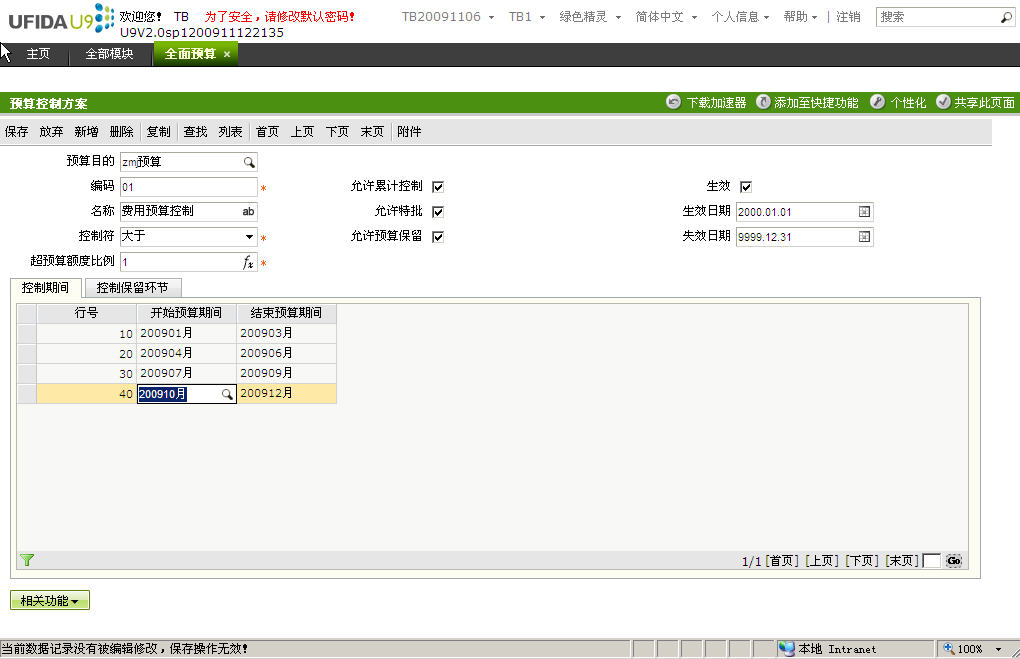 UFIDA U9 欢迎您! TB 为了安全，请修改默认密码! TB20091106 TB1 绿色精灵 简体中文 个人信息 帮助 | 注销 搜索
U9V2.0sp1200911122135
主页 全部模块 全面预算 ×
预算控制方案 下载加速器 添加至快捷功能 个性化 共享此页面
保存 放弃 新增 删除 复制 查找 列表 首页 上页 下页 末页 附件
预算目的 zmj预算
编码 01 * 允许累计控制 生效
名称 费用预算控制 ab 允许特批 生效日期 2000.01.01
控制符 大于 * 允许预算保留 失效日期 9999.12.31
超预算额度比例 1 fx *
控制期间 控制保留环节
行号 开始预算期间 结束预算期间
10 200901月 200903月
20 200904月 200906月
30 200907月 200909月
40 200910月 200912月
1/1 [首页] [上页] [下页] [末页] Go
相关功能
当前数据记录没有被编辑修改，保存操作无效! 本地 Intranet 100%